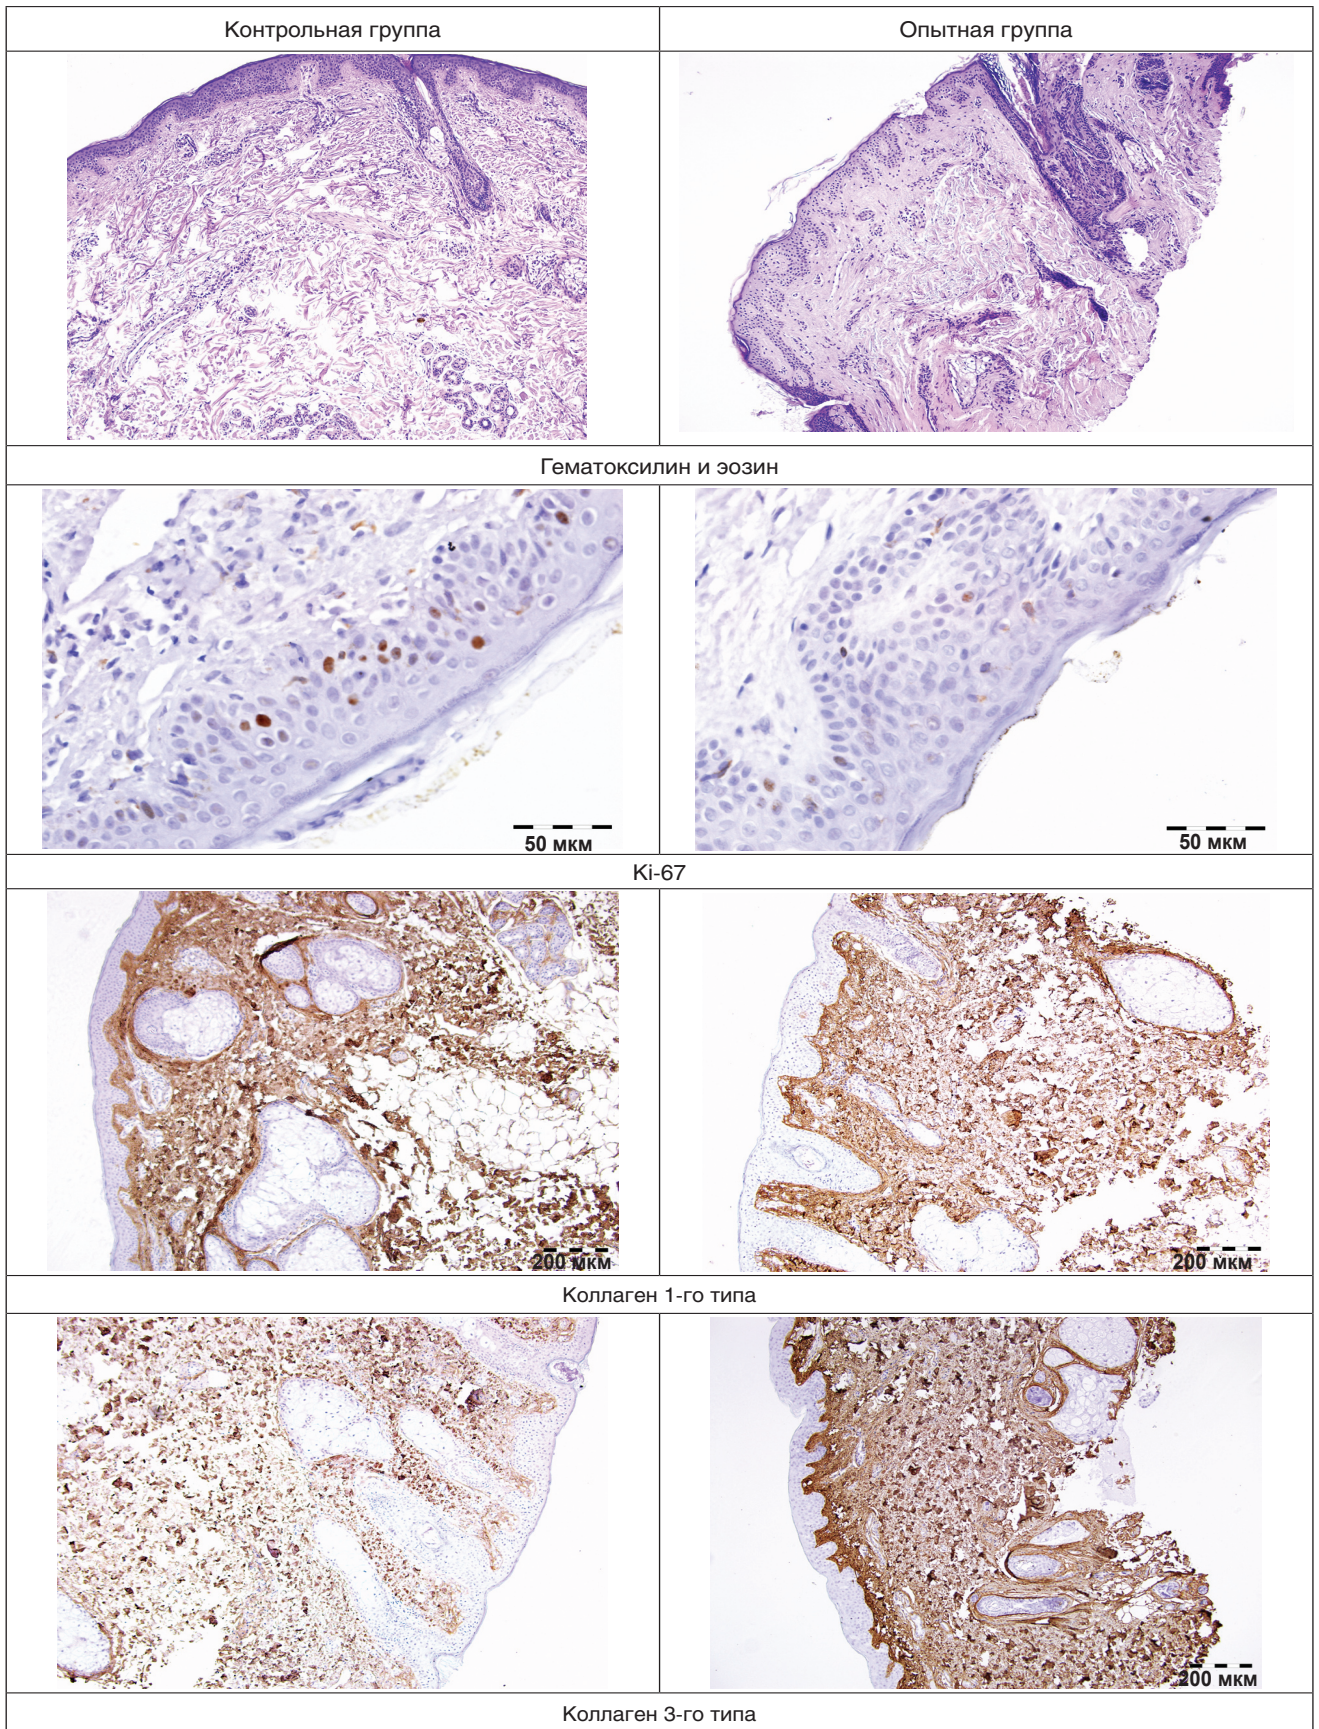 Контрольная группа
Опытная группа
Гематоксилин и эозин
50 мкм
50 мкм
Ki-67
200 мкм
200 мкм
Коллаген 1-го типа
200 мкм
Коллаген 3-го типа